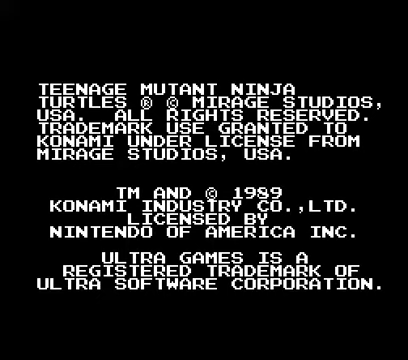 TEENAGE MUTANT NINJA
TURTLES ® © MIRAGE STUDIOS,
USA. ALL RIGHTS RESERVED.
TRADEMARK USE GRANTED TO
KONAMI UNDER LICENSE FROM
MIRAGE STUDIOS, USA.
TM AND © 1989
KONAMI INDUSTRY CO.,LTD.
LICENSED BY
NINTENDO OF AMERICA INC.
ULTRA GAMES IS A
REGISTERED TRADEMARK OF
ULTRA SOFTWARE CORPORATION.